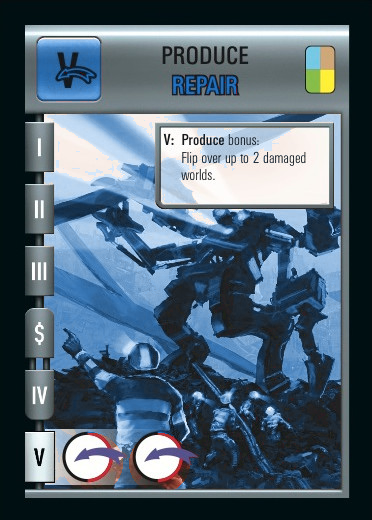 V
PRODUCE
REPAIR
V: Produce bonus:
Flip over up to 2 damaged
worlds.
I
II
III
$
IV
V